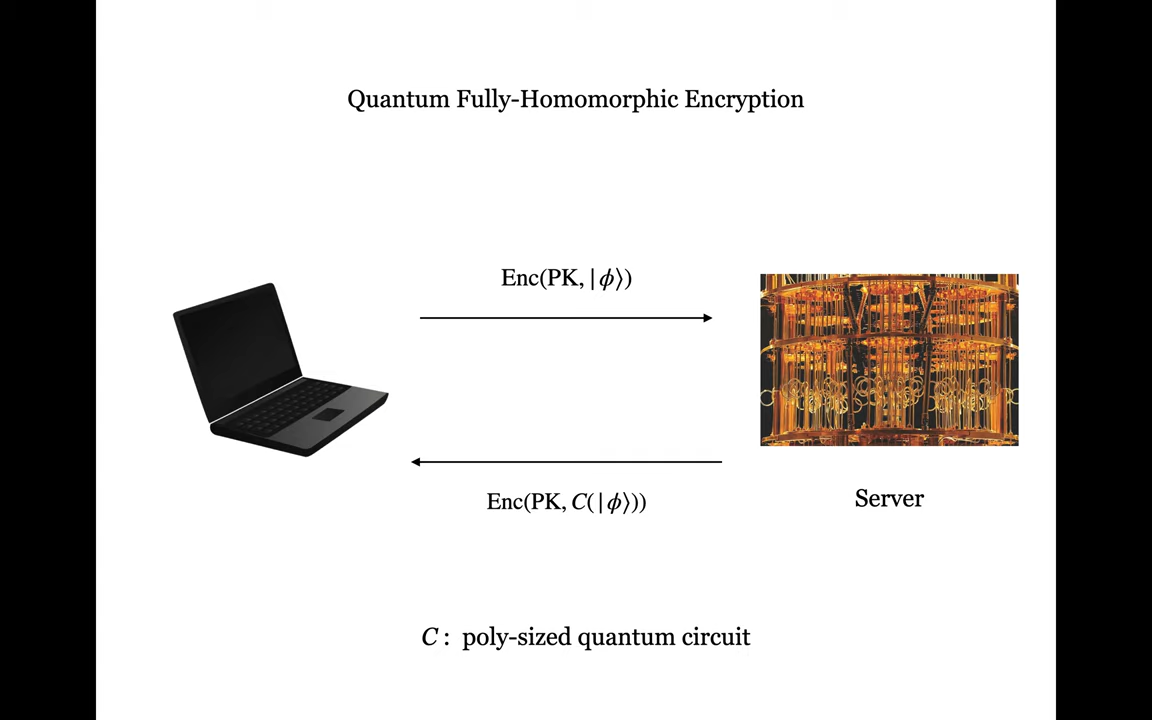 Quantum Fully-Homomorphic Encryption
Enc(PK, |ϕ⟩)
Enc(PK, C(|ϕ⟩))
Server
C : poly-sized quantum circuit